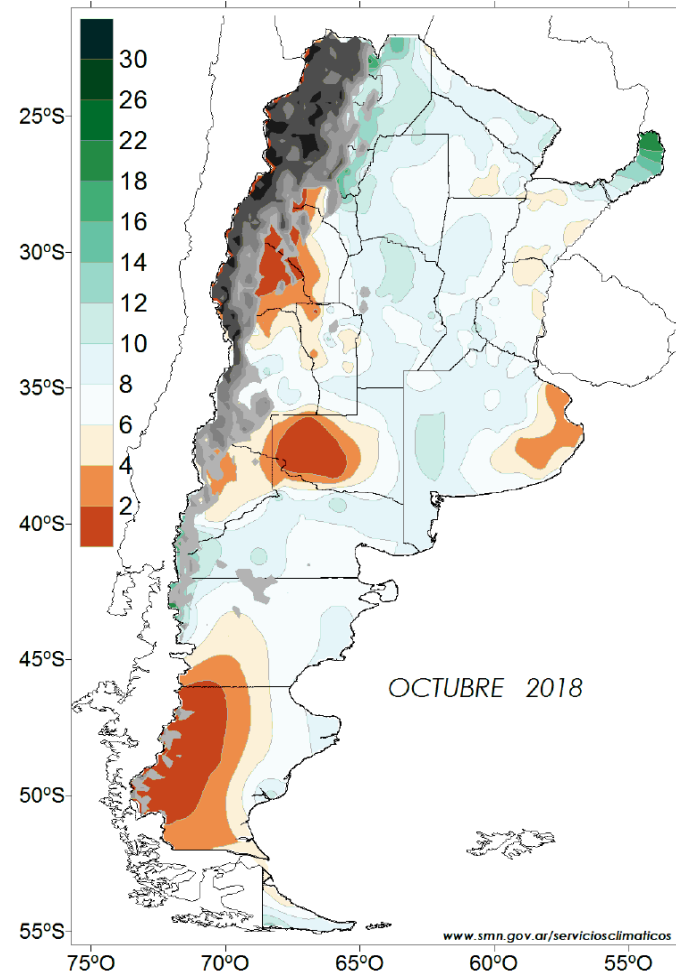 30
26
22
18
16
14
12
10
8
6
4
2
25ºS
30ºS
35ºS
40ºS
45ºS
50ºS
55ºS
OCTUBRE 2018
www.smn.gov.ar/serviciosclimaticos
75ºO 70ºO 65ºO 60ºO 55ºO